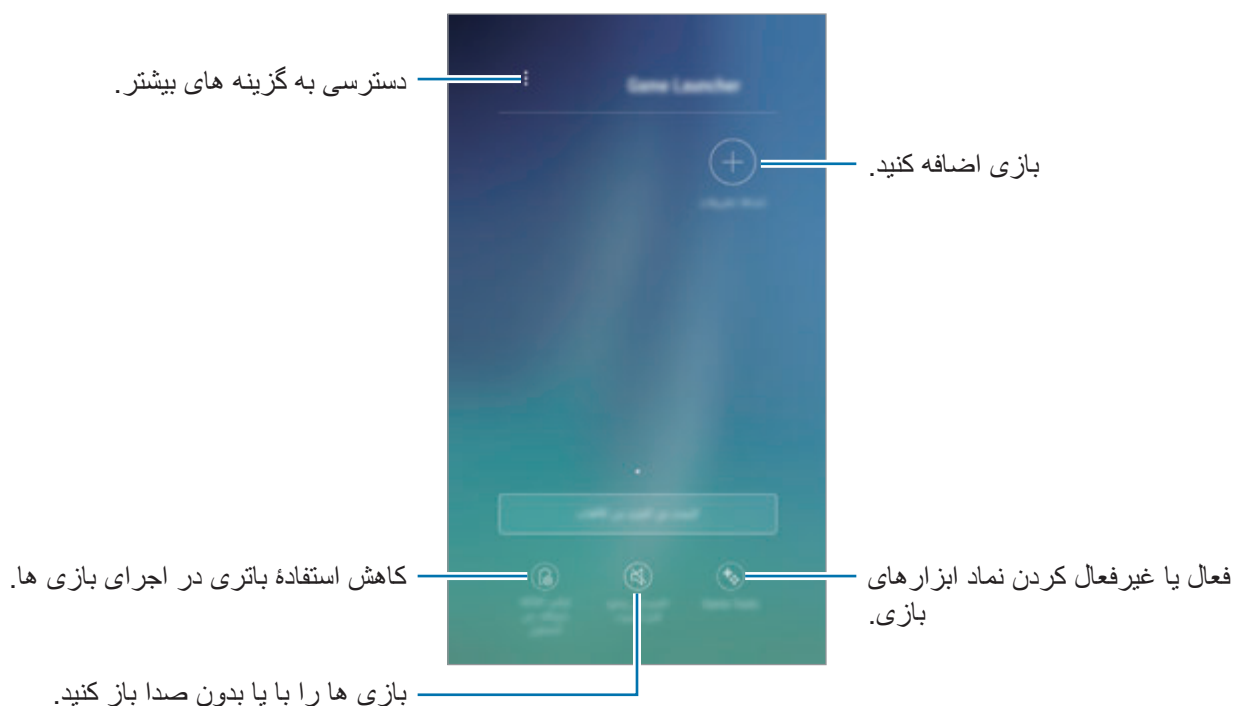 دسترسی به گزینه های بیشتر.
Game Launcher
بازی اضافه کنید.
کاهش استفادۀ باتری در اجرای بازی ها.
فعال یا غیرفعال کردن نماد ابزارهای
بازی.
بازی ها را با یا بدون صدا باز کنید.